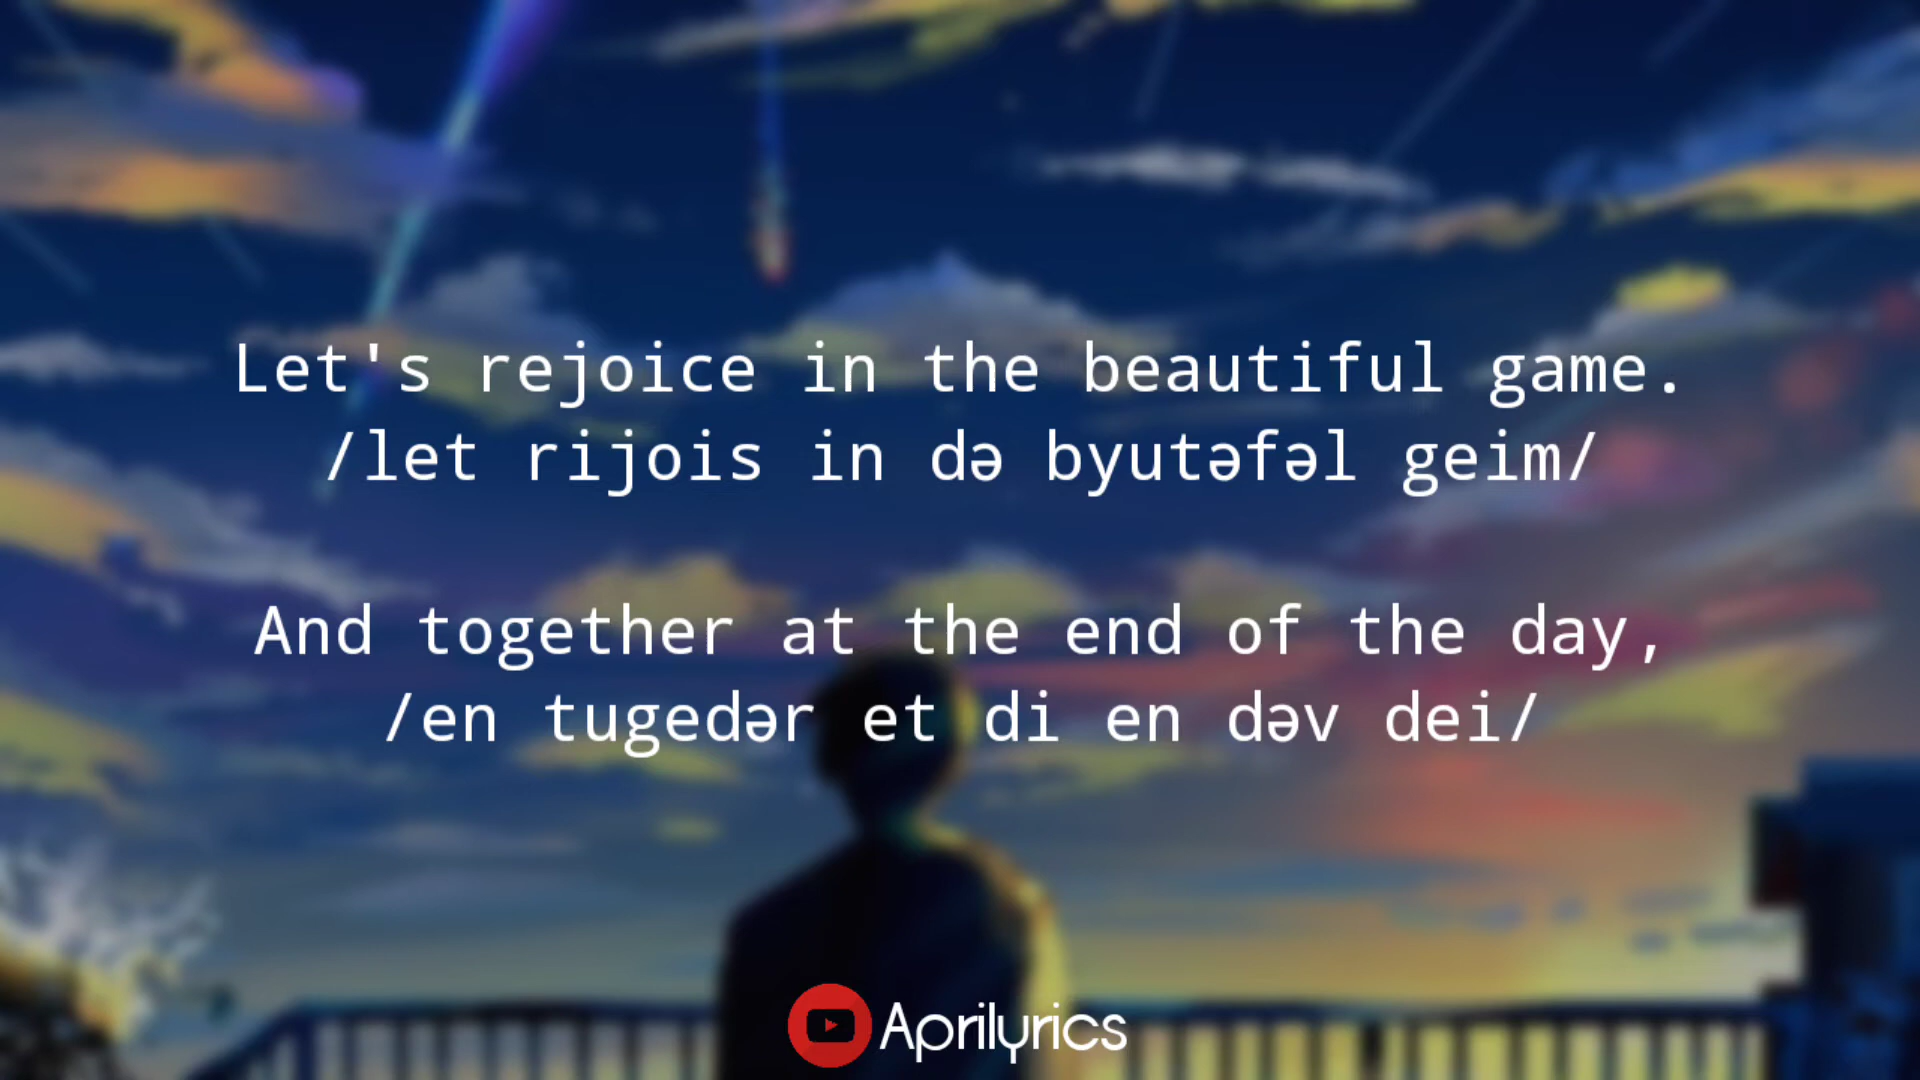 Let's rejoice in the beautiful game.
/let rijois in də byutəfəl geim/
And together at the end of the day,
/en tugedər et di en dəv dei/
Aprilyrics